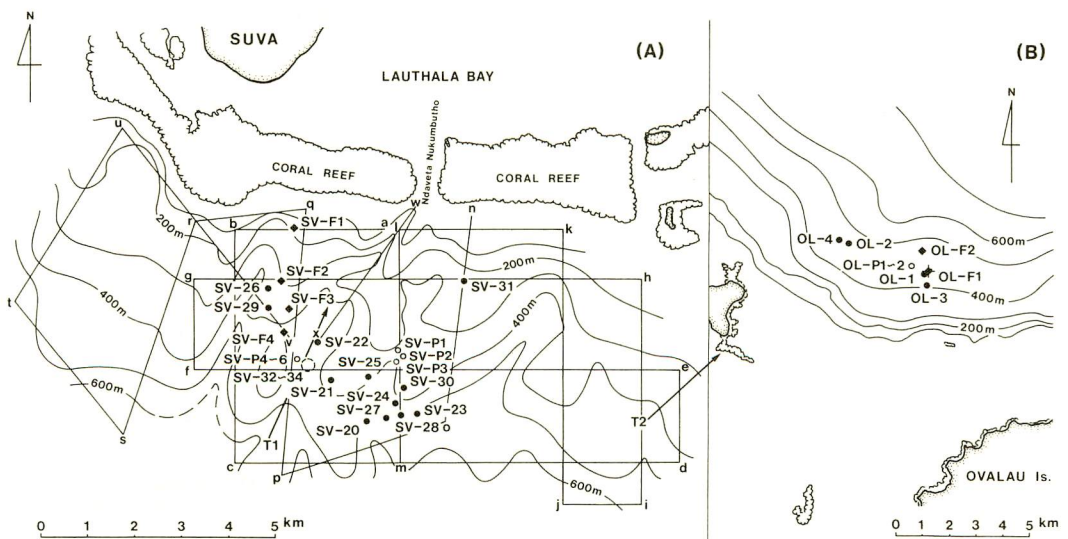 N
SUVA
(A)
LAUTHALA BAY
Ndaveta Nukumbutho
CORAL REEF
CORAL REEF
u
w
n
q
r
b
SV-F1
a
l
k
200m
200m
g
SV-F2
h
SV-26
SV-31
SV-F3
SV-29
t
400m
400m
x
SV-F4
v
SV-22
SV-P1
SV-P4-6
SV-25
SV-P2
SV-P3
f
e
SV-32-34
SV-30
600m
SV-21
SV-24
SV-27
SV-23
SV-20
SV-28
T1
T2
s
c
m
d
p
600m
j
i
0 1 2 3 4 5 km
(B)
N
600m
OL-4
OL-2
OL-F2
OL-P1-2
OL-F1
OL-1
OL-3
400m
200m
OVALAU Is.
0 1 2 3 4 5 km